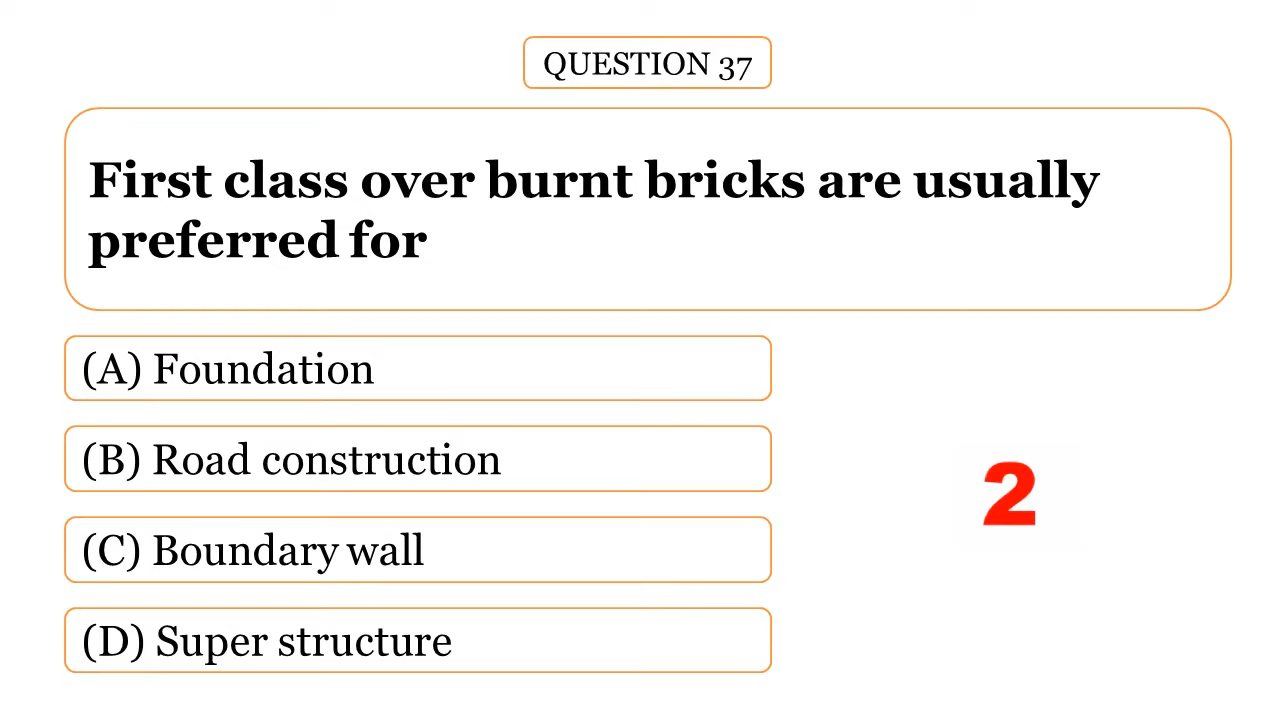 QUESTION 37
First class over burnt bricks are usually
preferred for
(A) Foundation
(B) Road construction
2
(C) Boundary wall
(D) Super structure